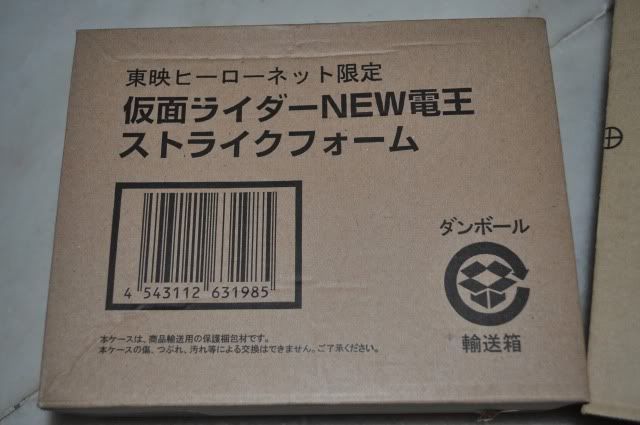 東映ヒーローネット限定
仮面ライダーNEW電王
ストライクフォーム
4 543112 631985
ダンボール
輸送箱
本ケースは、商品輸送用の保護梱包材です。
本ケースの傷、つぶれ、汚れ等による交換はできません。ご了承ください。